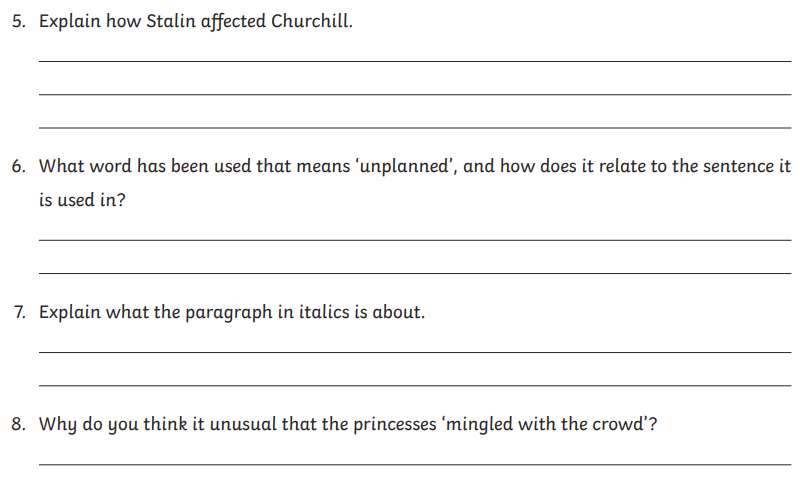 5. Explain how Stalin affected Churchill.
6. What word has been used that means ‘unplanned’, and how does it relate to the sentence it
is used in?
7. Explain what the paragraph in italics is about.
8. Why do you think it unusual that the princesses ‘mingled with the crowd’?